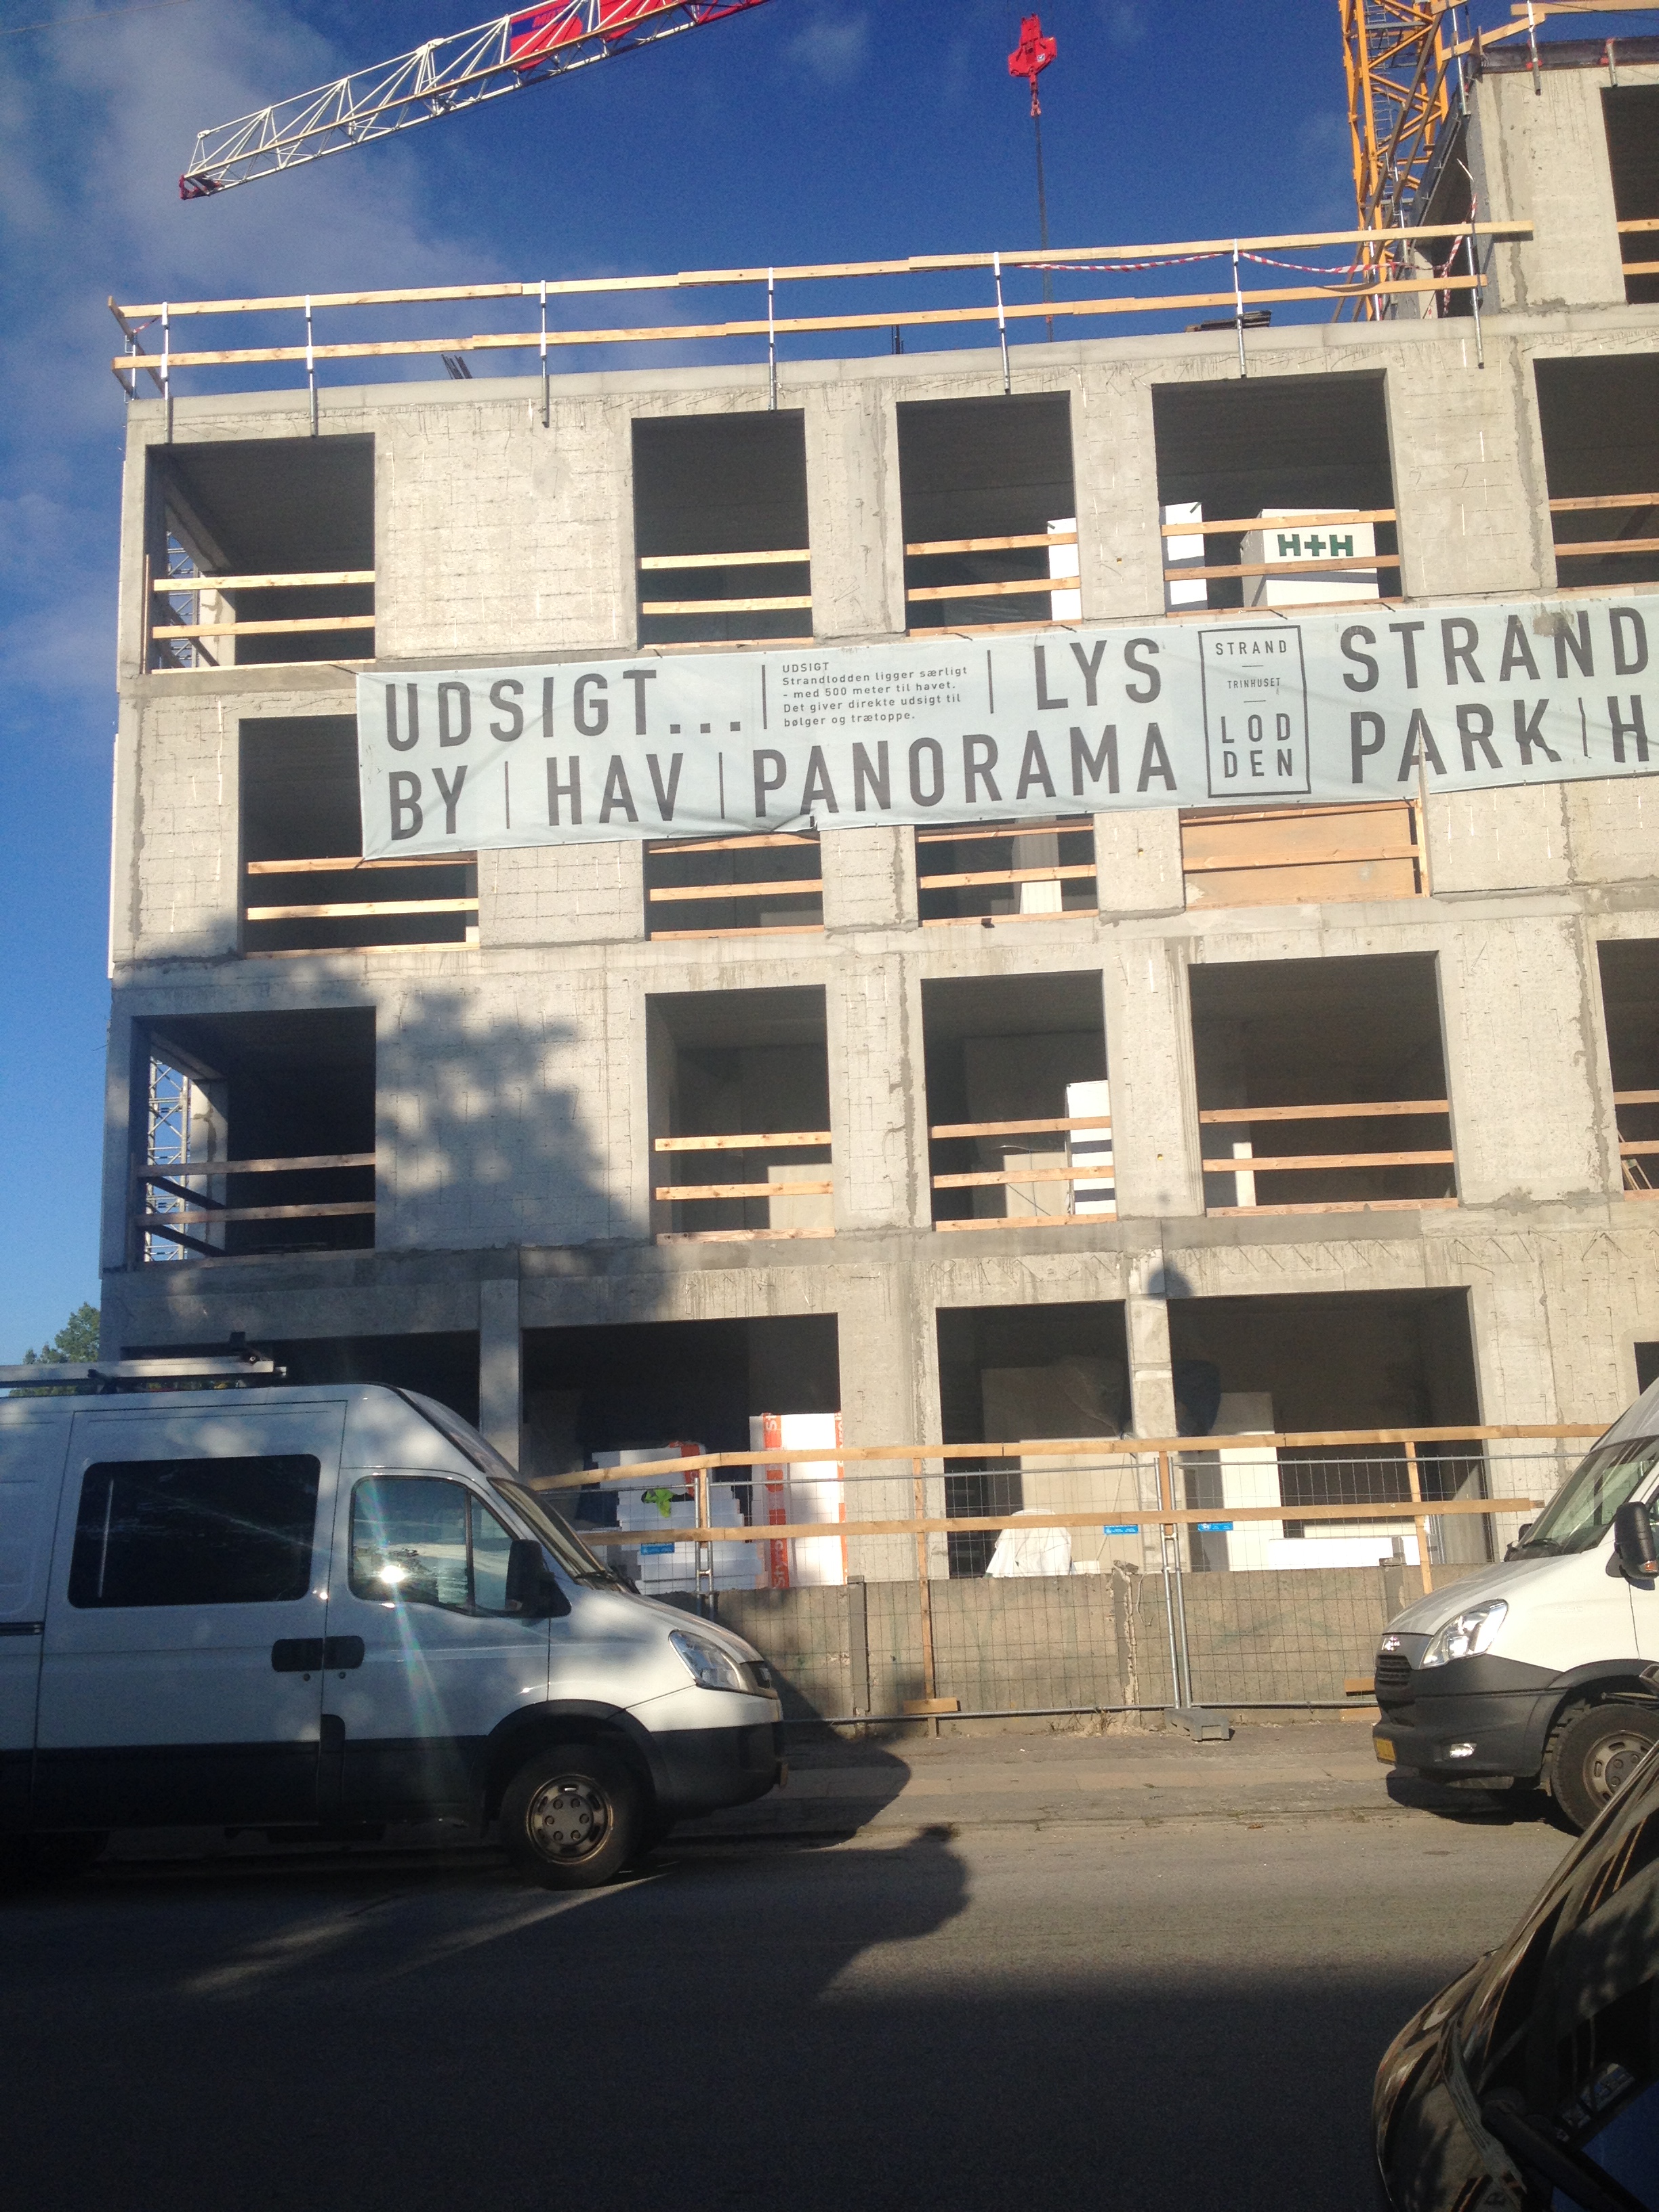 H+H
UDSIGT...
UDSIGT
Strandlodden ligger særligt
- med 500 meter til havet.
Det giver direkte udsigt til
bølger og trætoppe.
LYS
BY | HAV | PANORAMA
STRAND
TRINHUSET
LOD
DEN
STRAND
PARK | H